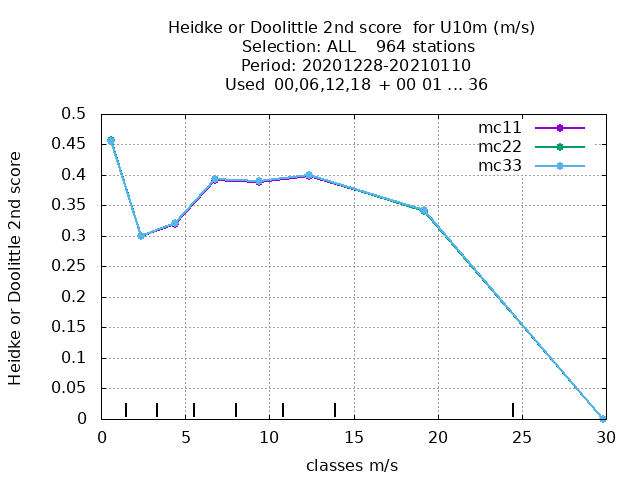 Heidke or Doolittle 2nd score  for U10m (m/s)
Selection: ALL    964 stations
Period: 20201228-20210110
Used  00,06,12,18  + 00 01 ... 36
Heidke or Doolittle 2nd score
0.5
0.45
0.4
0.35
0.3
0.25
0.2
0.15
0.1
0.05
0
mc11
mc22
mc33
0 5 10 15 20 25 30
classes m/s